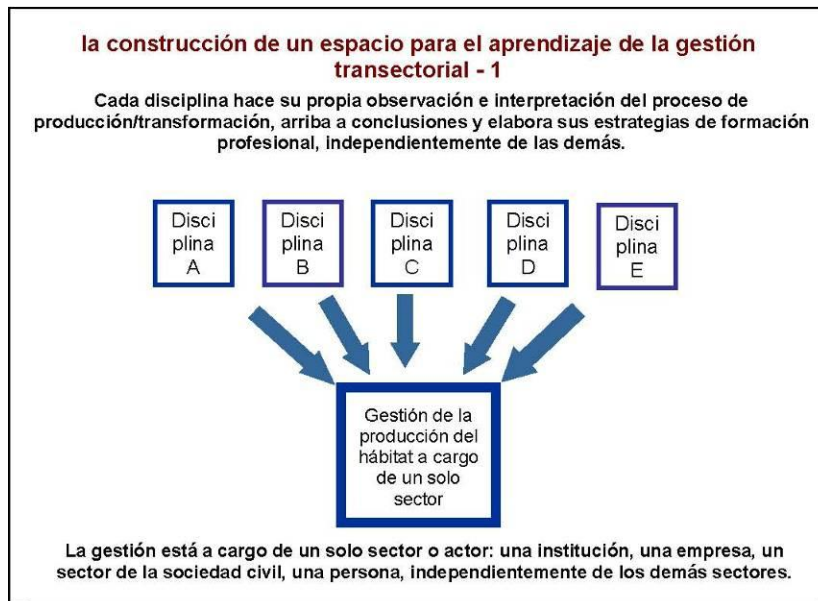 la construcción de un espacio para el aprendizaje de la gestión
transectorial - 1
Cada disciplina hace su propia observación e interpretación del proceso de
producción/transformación, arriba a conclusiones y elabora sus estrategias de formación
profesional, independientemente de las demás.
Disci
plina
A
Disci
plina
B
Disci
plina
C
Disci
plina
D
Disci
plina
E
Gestión de la
producción del
hábitat a cargo
de un solo
sector
La gestión está a cargo de un solo sector o actor: una institución, una empresa, un
sector de la sociedad civil, una persona, independientemente de los demás sectores.